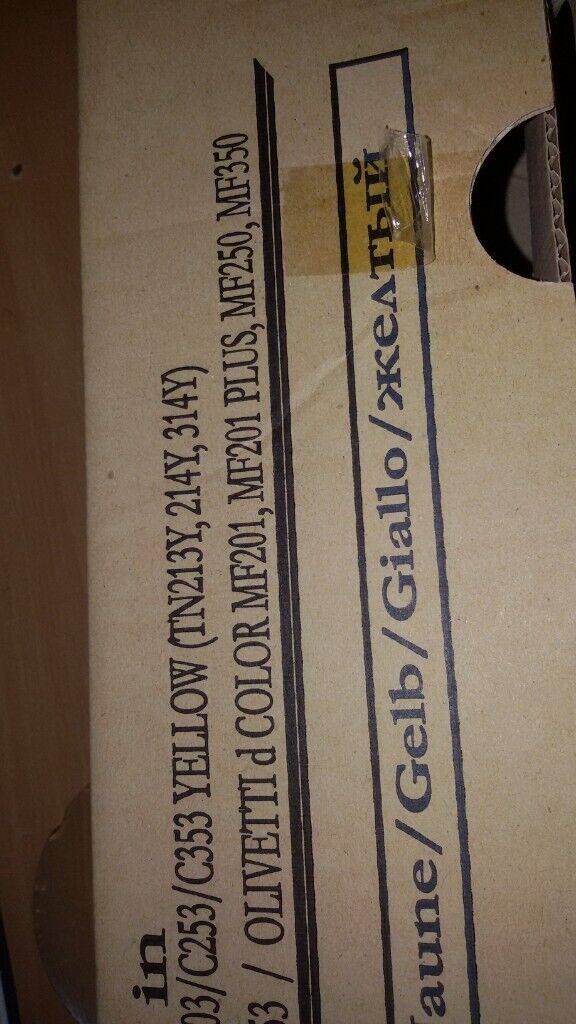 in
03/C253/C353 YELLOW (TN213Y, 214Y, 314Y)
53 / OLIVETTI d COLOR MF201, MF201 PLUS, MF250, MF350
aune/Gelb/Giallo/желтый